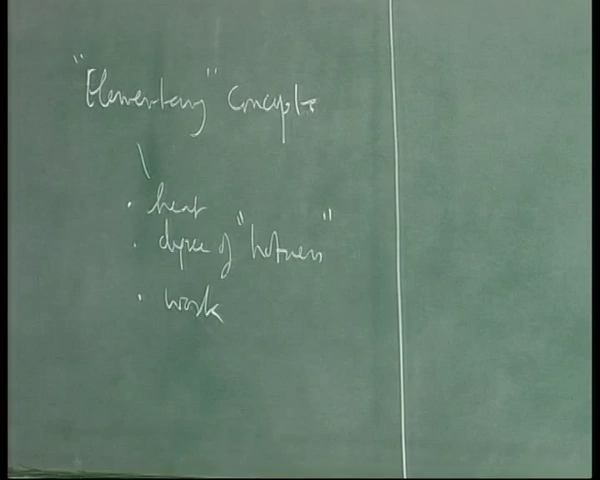 "Elementary" Concepts
\
. heat
. degree of "hotness"
. work